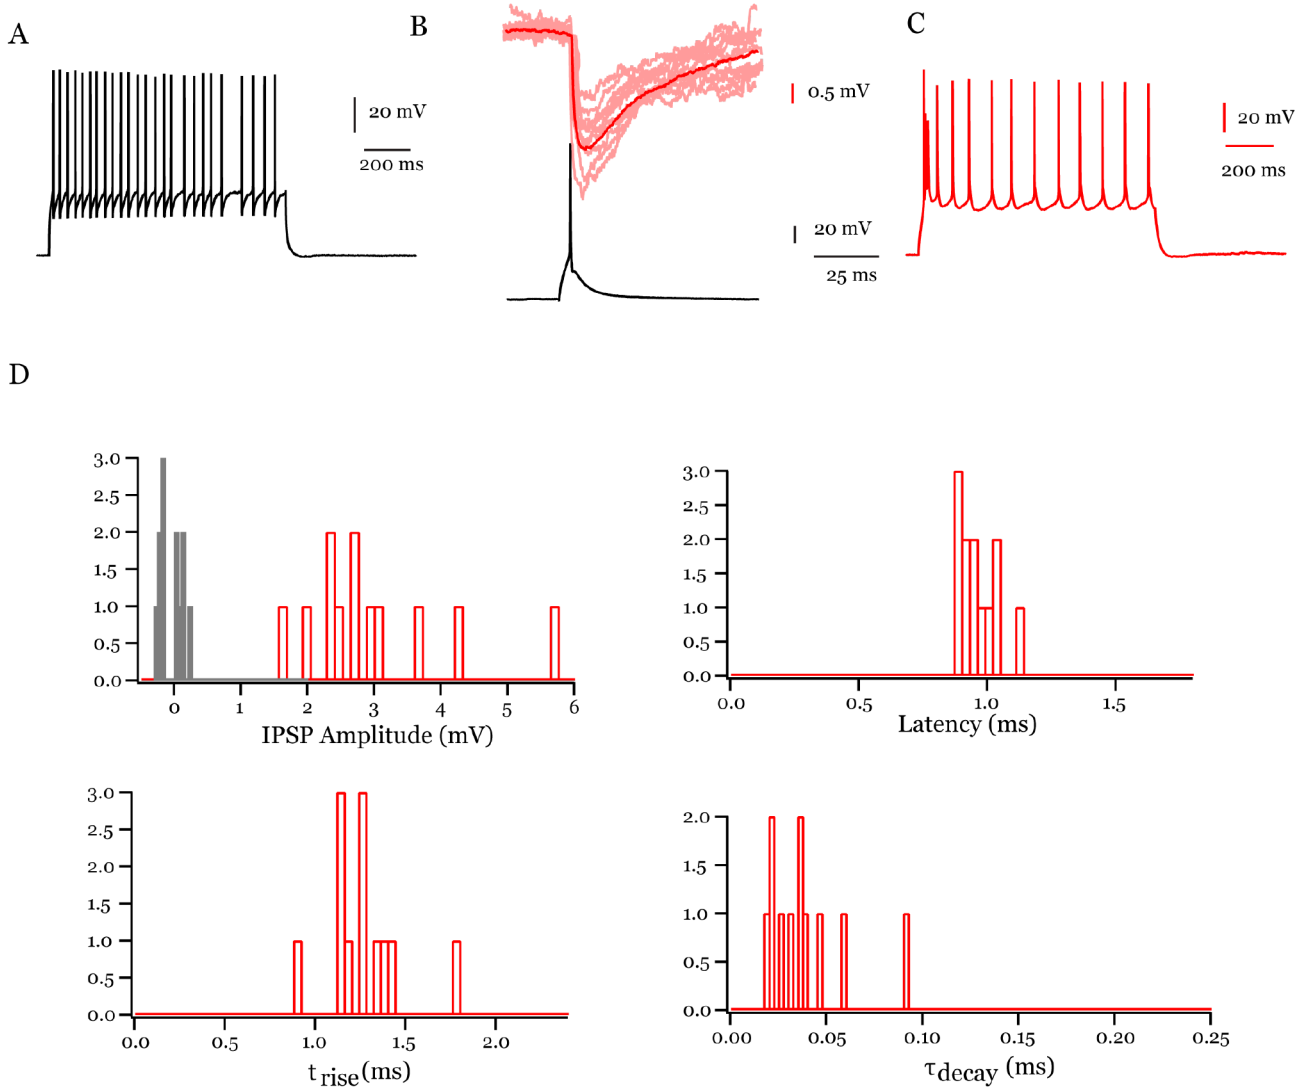 A
B
C
20 mV
200 ms
0.5 mV
20 mV
25 ms
20 mV
200 ms
D
3.0
2.5
2.0
1.5
1.0
0.5
0.0
0 1 2 3 4 5 6
IPSP Amplitude (mV)
3.0
2.5
2.0
1.5
1.0
0.5
0.0
0.0 0.5 1.0 1.5
Latency (ms)
3.0
2.5
2.0
1.5
1.0
0.5
0.0
0.0 0.5 1.0 1.5 2.0
t rise (ms)
2.0
1.5
1.0
0.5
0.0
0.00 0.05 0.10 0.15 0.20 0.25
τ decay (ms)